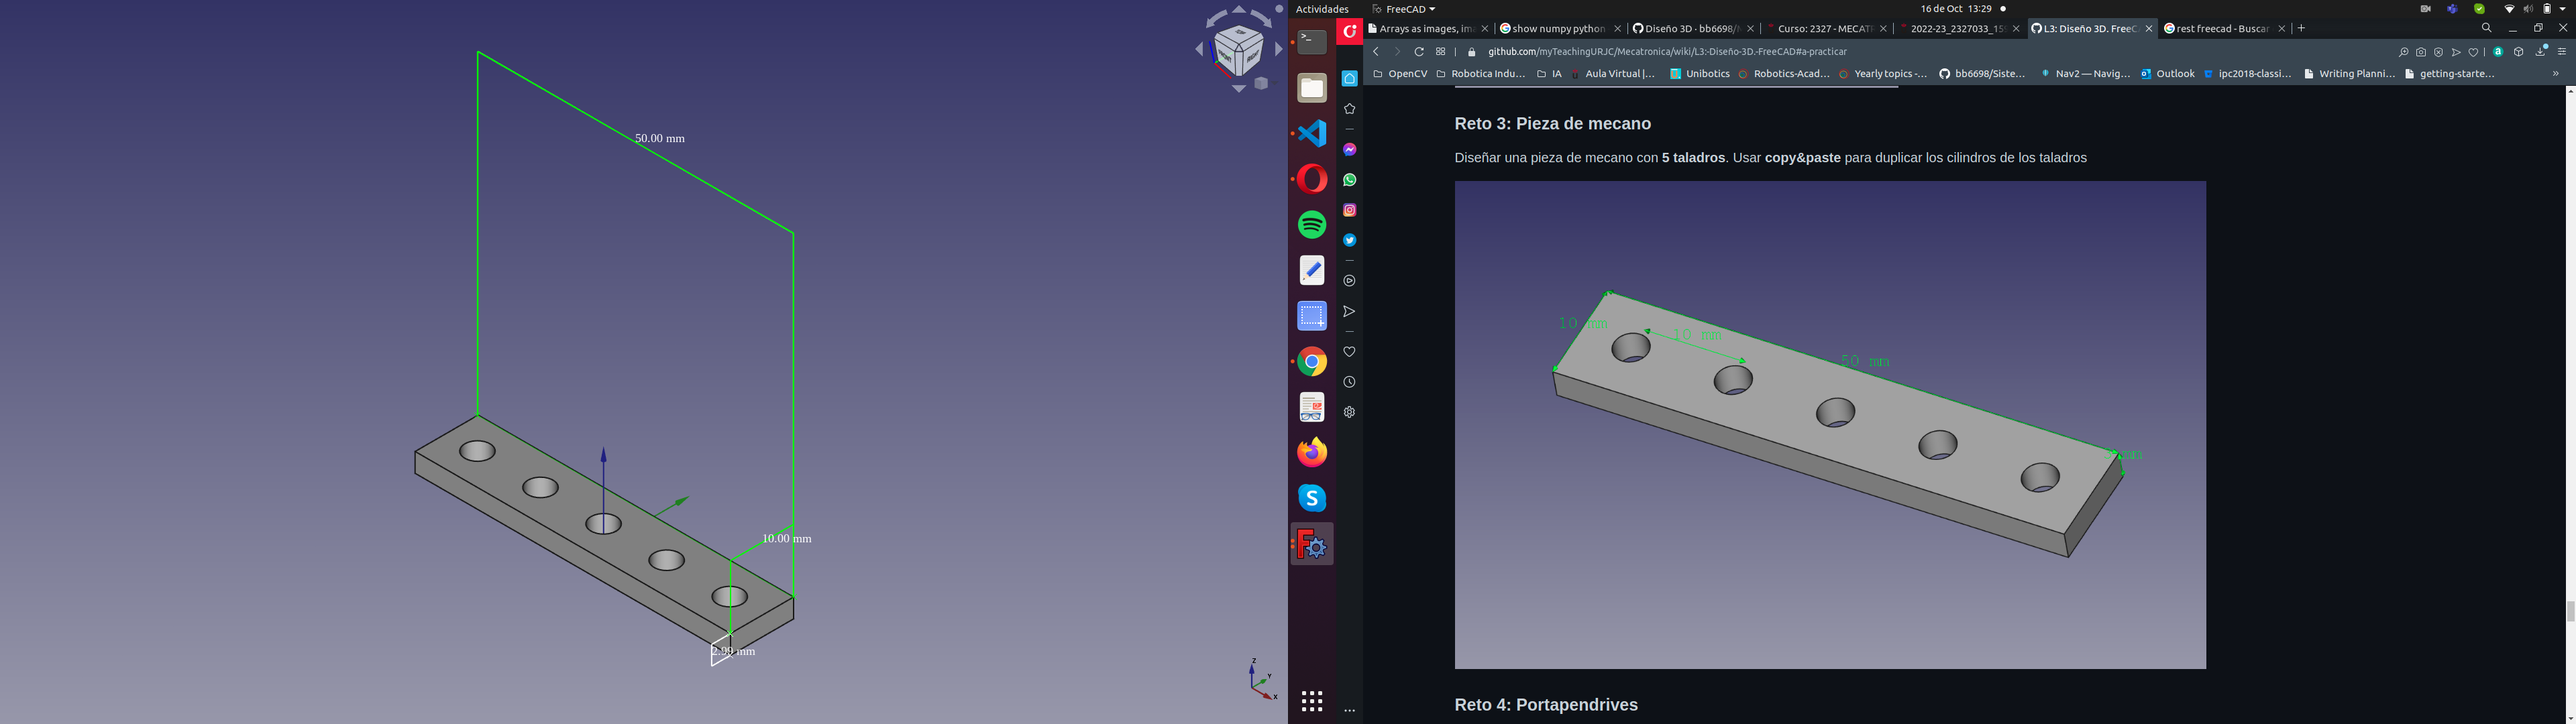 50.00 mm
10.00 mm
2.99 mm
Z
Y
X
Actividades
FreeCAD
16 de Oct 13:29
Arrays as images, im
show numpy python
Diseño 3D · bb6698/
Curso: 2327 - MECAT
2022-23_2327033_15
L3: Diseño 3D. FreeC
rest freecad - Buscar
github.com/myTeachingURJC/Mecatronica/wiki/L3:-Diseño-3D.-FreeCAD#a-practicar
OpenCV
Robotica Indu...
IA
Aula Virtual |...
Unibotics
Robotics-Acad...
Yearly topics -...
bb6698/Siste...
Nav2 — Navig...
Outlook
ipc2018-classi...
Writing Planni...
getting-starte...
Reto 3: Pieza de mecano
Diseñar una pieza de mecano con 5 taladros. Usar copy&paste para duplicar los cilindros de los taladros
10 mm
10 mm
50 mm
Reto 4: Portapendrives